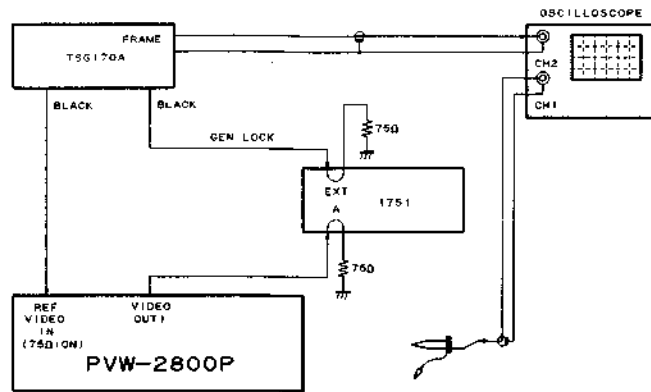 OSCILLOSCOPE
FRAME
TSG170A
CH2
CH1
BLACK
BLACK
GEN LOCK
75Ω
EXT
1751
A
75Ω
REF
VIDEO
IN
(75Ω:ON)
VIDEO
OUT1
PVW-2800P